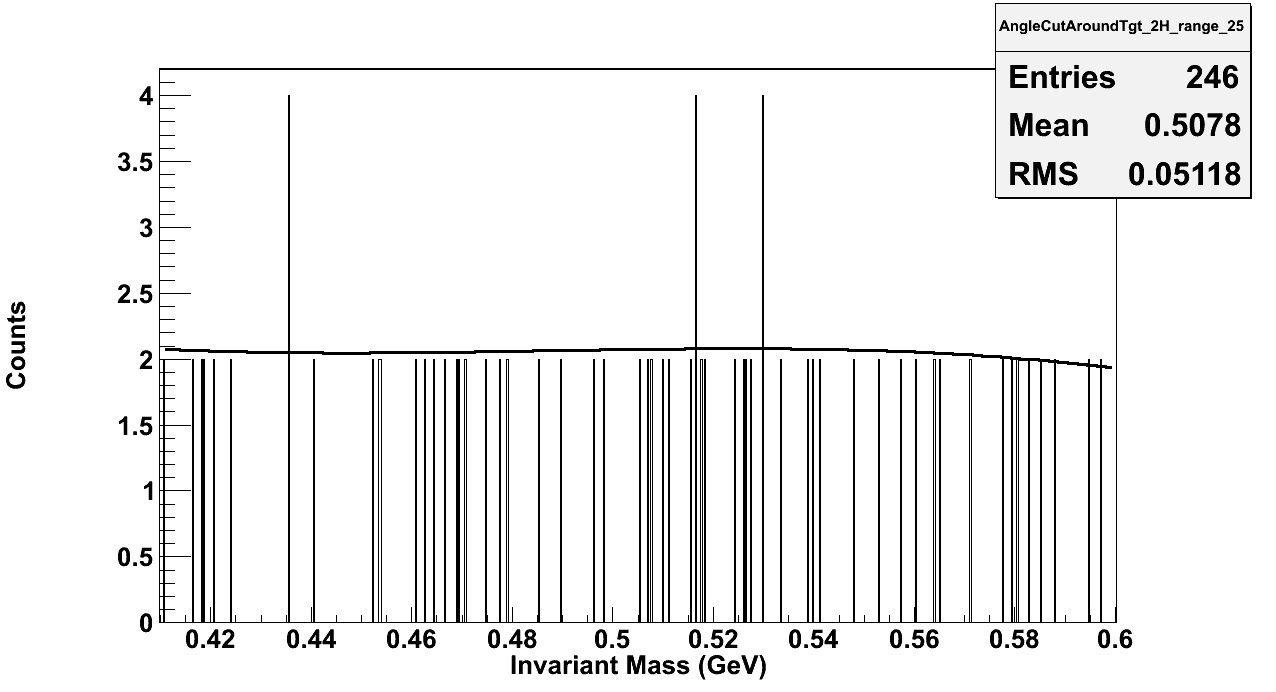 AngleCutAroundTgt_2H_range_25
Entries 246
Mean 0.5078
RMS 0.05118
4
3.5
3
2.5
2
1.5
1
0.5
0
Counts
0.42 0.44 0.46 0.48 0.5 0.52 0.54 0.56 0.58 0.6
Invariant Mass (GeV)